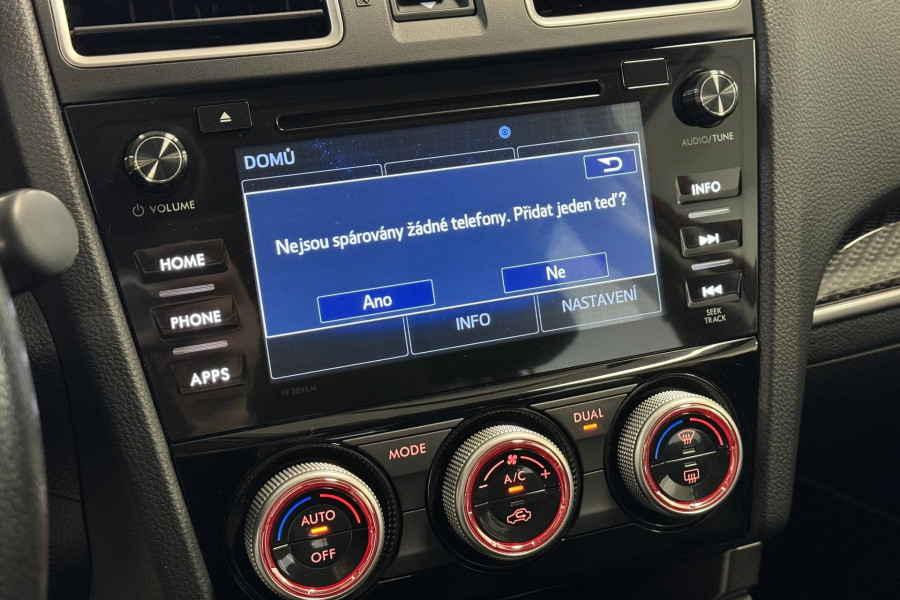 DOMŮ
AUDIO/TUNE
Nejsou spárovány žádné telefony. Přidat jeden teď?
INFO
VOLUME
HOME
Ano
Ne
PHONE
INFO
NASTAVENÍ
SEEK
TRACK
APPS
FF309LM
MODE
DUAL
A/C
- +
AUTO
OFF